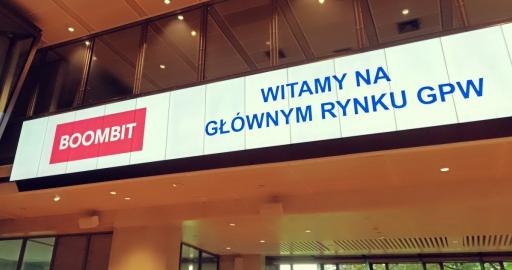 BOOMBIT
WITAMY NA
GŁÓWNYM RYNKU GPW